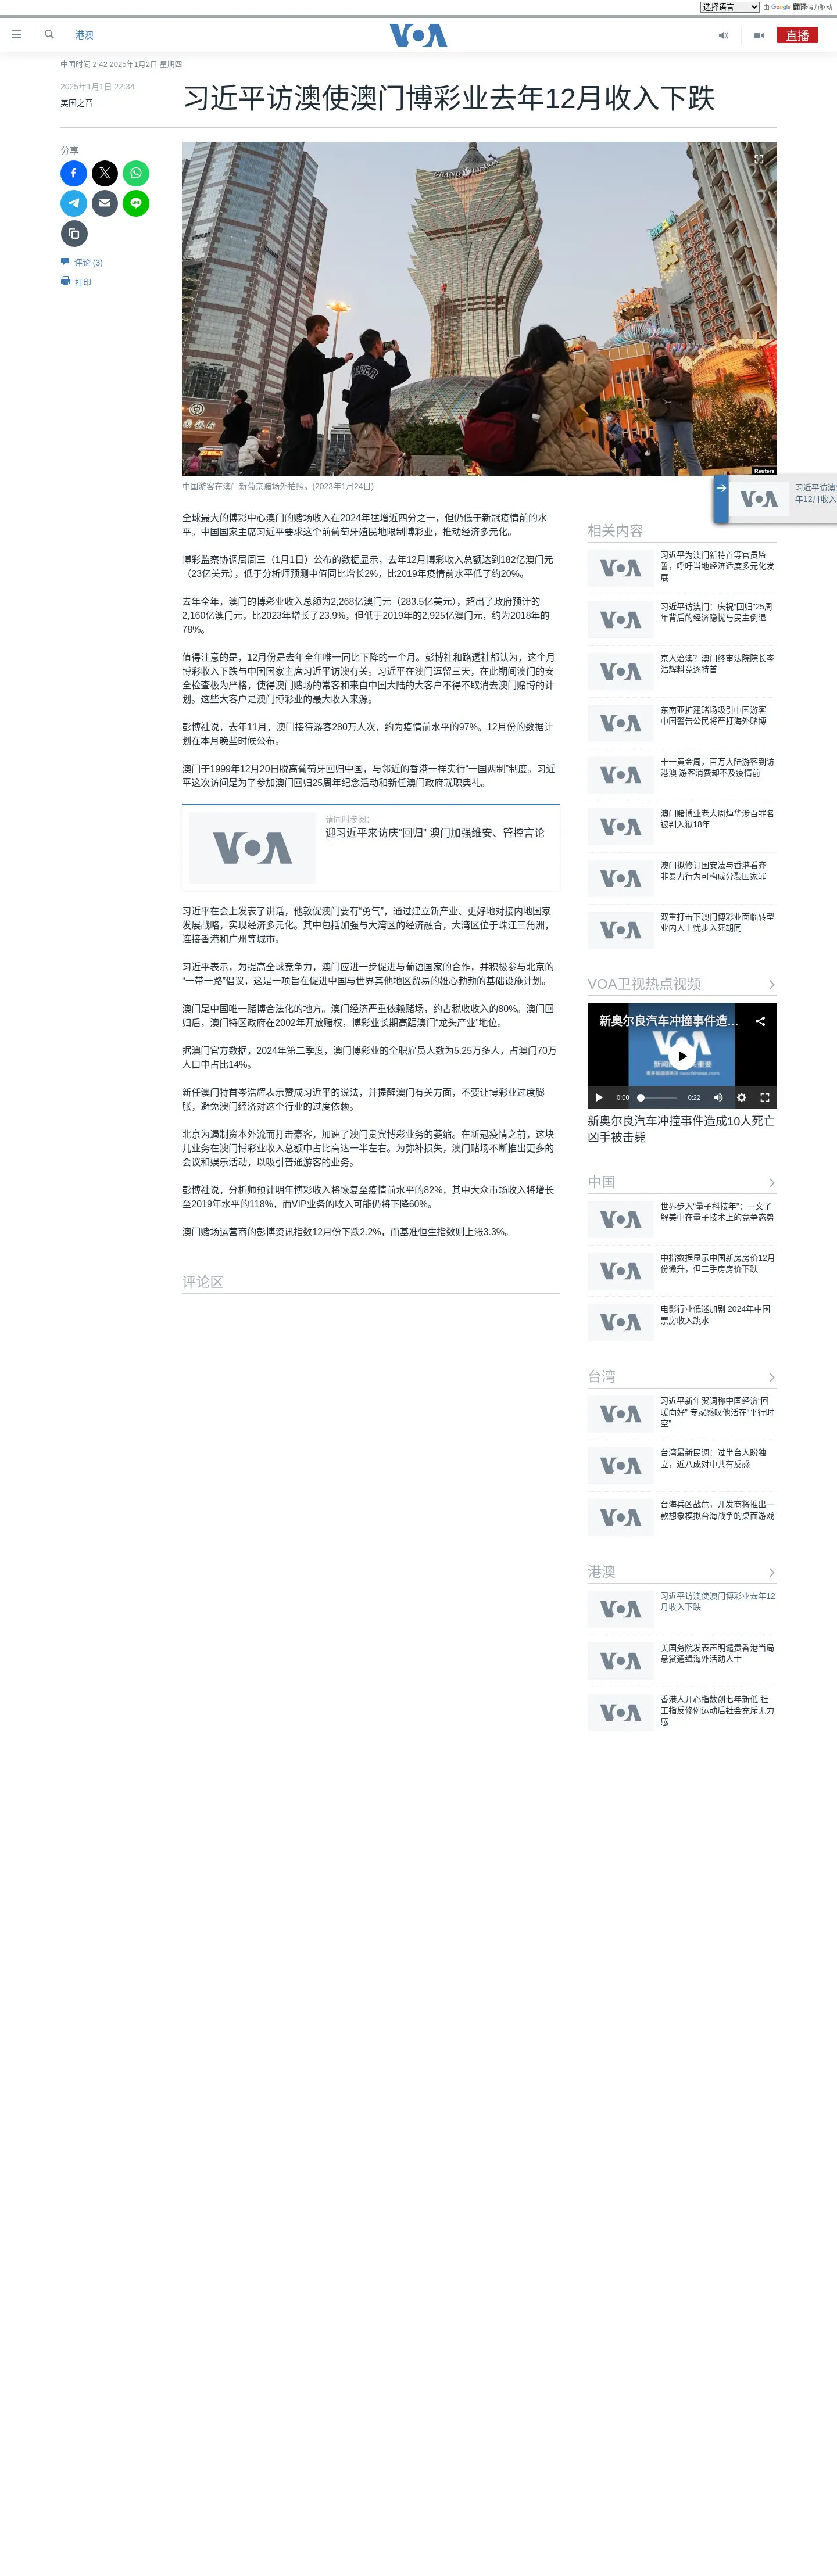 选择语言 由 Google 翻译强力驱动
港澳 VOA 直播
中国时间 2:42 2025年1月2日 星期四
2025年1月1日 22:34
美国之音
习近平访澳使澳门博彩业去年12月收入下跌
分享
评论 (3)
打印
GRAND LISBOA
Reuters
中国游客在澳门新葡京赌场外拍照。(2023年1月24日)
习近平访澳
年12月收入
VOA
全球最大的博彩中心澳门的赌场收入在2024年猛增近四分之一，但仍低于新冠疫情前的水
平。中国国家主席习近平要求这个前葡萄牙殖民地限制博彩业，推动经济多元化。
博彩监察协调局周三（1月1日）公布的数据显示，去年12月博彩收入总额达到182亿澳门元
（23亿美元），低于分析师预测中值同比增长2%，比2019年疫情前水平低了约20%。
去年全年，澳门的博彩业收入总额为2,268亿澳门元（283.5亿美元），超出了政府预计的
2,160亿澳门元，比2023年增长了23.9%，但低于2019年的2,925亿澳门元，约为2018年的
78%。
值得注意的是，12月份是去年全年唯一同比下降的一个月。彭博社和路透社都认为，这个月
博彩收入下跌与中国国家主席习近平访澳有关。习近平在澳门逗留三天，在此期间澳门的安
全检查极为严格，使得澳门赌场的常客和来自中国大陆的大客户不得不取消去澳门赌博的计
划。这些大客户是澳门博彩业的最大收入来源。
彭博社说，去年11月，澳门接待游客280万人次，约为疫情前水平的97%。12月份的数据计
划在本月晚些时候公布。
澳门于1999年12月20日脱离葡萄牙回归中国，与邻近的香港一样实行“一国两制”制度。习近
平这次访问是为了参加澳门回归25周年纪念活动和新任澳门政府就职典礼。
VOA
请同时参阅:
迎习近平来访庆“回归” 澳门加强维安、管控言论
习近平在会上发表了讲话，他敦促澳门要有“勇气”，通过建立新产业、更好地对接内地国家
发展战略，实现经济多元化。其中包括加强与大湾区的经济融合，大湾区位于珠江三角洲，
连接香港和广州等城市。
习近平表示，为提高全球竞争力，澳门应进一步促进与葡语国家的合作，并积极参与北京的
“一带一路”倡议，这是一项旨在促进中国与世界其他地区贸易的雄心勃勃的基础设施计划。
澳门是中国唯一赌博合法化的地方。澳门经济严重依赖赌场，约占税收收入的80%。澳门回
归后，澳门特区政府在2002年开放赌权，博彩业长期高踞澳门“龙头产业”地位。
据澳门官方数据，2024年第二季度，澳门博彩业的全职雇员人数为5.25万多人，占澳门70万
人口中占比14%。
新任澳门特首岑浩辉表示赞成习近平的说法，并提醒澳门有关方面，不要让博彩业过度膨
胀，避免澳门经济对这个行业的过度依赖。
北京为遏制资本外流而打击豪客，加速了澳门贵宾博彩业务的萎缩。在新冠疫情之前，这块
儿业务在澳门博彩业收入总额中占比高达一半左右。为弥补损失，澳门赌场不断推出更多的
会议和娱乐活动，以吸引普通游客的业务。
彭博社说，分析师预计明年博彩收入将恢复至疫情前水平的82%，其中大众市场收入将增长
至2019年水平的118%，而VIP业务的收入可能仍将下降60%。
澳门赌场运营商的彭博资讯指数12月份下跌2.2%，而基准恒生指数则上涨3.3%。
评论区
相关内容
VOA
习近平为澳门新特首等官员监
誓，呼吁当地经济适度多元化发
展
VOA
习近平访澳门：庆祝“回归”25周
年背后的经济隐忧与民主倒退
VOA
京人治澳？澳门终审法院院长岑
浩辉料竞逐特首
VOA
东南亚扩建赌场吸引中国游客
中国警告公民将严打海外赌博
VOA
十一黄金周，百万大陆游客到访
港澳 游客消费却不及疫情前
VOA
澳门赌博业老大周焯华涉百罪名
被判入狱18年
VOA
澳门拟修订国安法与香港看齐
非暴力行为可构成分裂国家罪
VOA
双重打击下澳门博彩业面临转型
业内人士忧步入死胡同
VOA卫视热点视频
新奥尔良汽车冲撞事件造...
VOA
0:00 0:22
新奥尔良汽车冲撞事件造成10人死亡
凶手被击毙
中国
VOA
世界步入“量子科技年”：一文了
解美中在量子技术上的竞争态势
VOA
中指数据显示中国新房房价12月
份微升，但二手房房价下跌
VOA
电影行业低迷加剧 2024年中国
票房收入跳水
台湾
VOA
习近平新年贺词称中国经济“回
暖向好” 专家感叹他活在“平行时
空”
VOA
台湾最新民调：过半台人盼独
立，近八成对中共有反感
VOA
台海兵凶战危，开发商将推出一
款想象模拟台海战争的桌面游戏
港澳
VOA
习近平访澳使澳门博彩业去年12
月收入下跌
VOA
美国务院发表声明谴责香港当局
悬赏通缉海外活动人士
VOA
香港人开心指数创七年新低 社
工指反修例运动后社会充斥无力
感